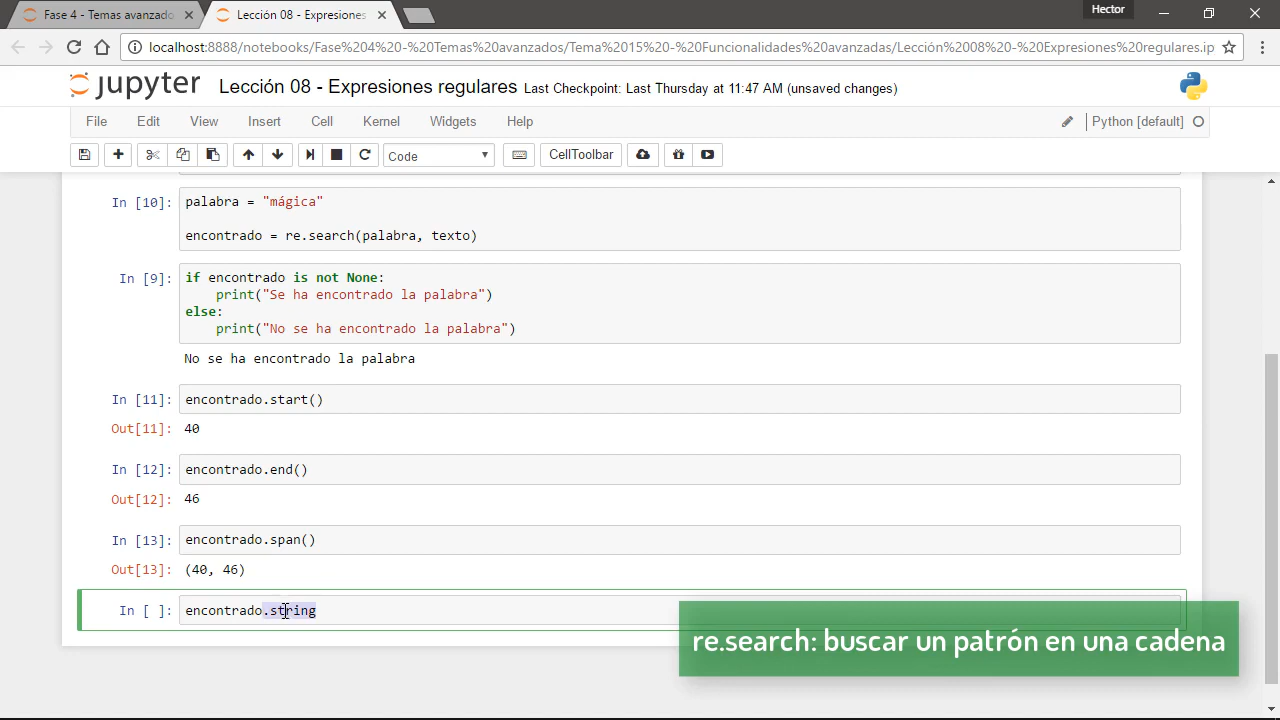 Hector
Fase 4 - Temas avanzado
Lección 08 - Expresiones
localhost:8888/notebooks/Fase%204%20-%20Temas%20avanzados/Tema%2015%20-%20Funcionalidades%20avanzadas/Lección%2008%20-%20Expresiones%20regulares.ip
jupyter Lección 08 - Expresiones regulares Last Checkpoint: Last Thursday at 11:47 AM (unsaved changes)
File Edit View Insert Cell Kernel Widgets Help Python [default]
Code CellToolbar
In [10]: palabra = "mágica"
encontrado = re.search(palabra, texto)
In [9]: if encontrado is not None:
print("Se ha encontrado la palabra")
else:
print("No se ha encontrado la palabra")
No se ha encontrado la palabra
In [11]: encontrado.start()
Out[11]: 40
In [12]: encontrado.end()
Out[12]: 46
In [13]: encontrado.span()
Out[13]: (40, 46)
In [ ]: encontrado.string
re.search: buscar un patrón en una cadena